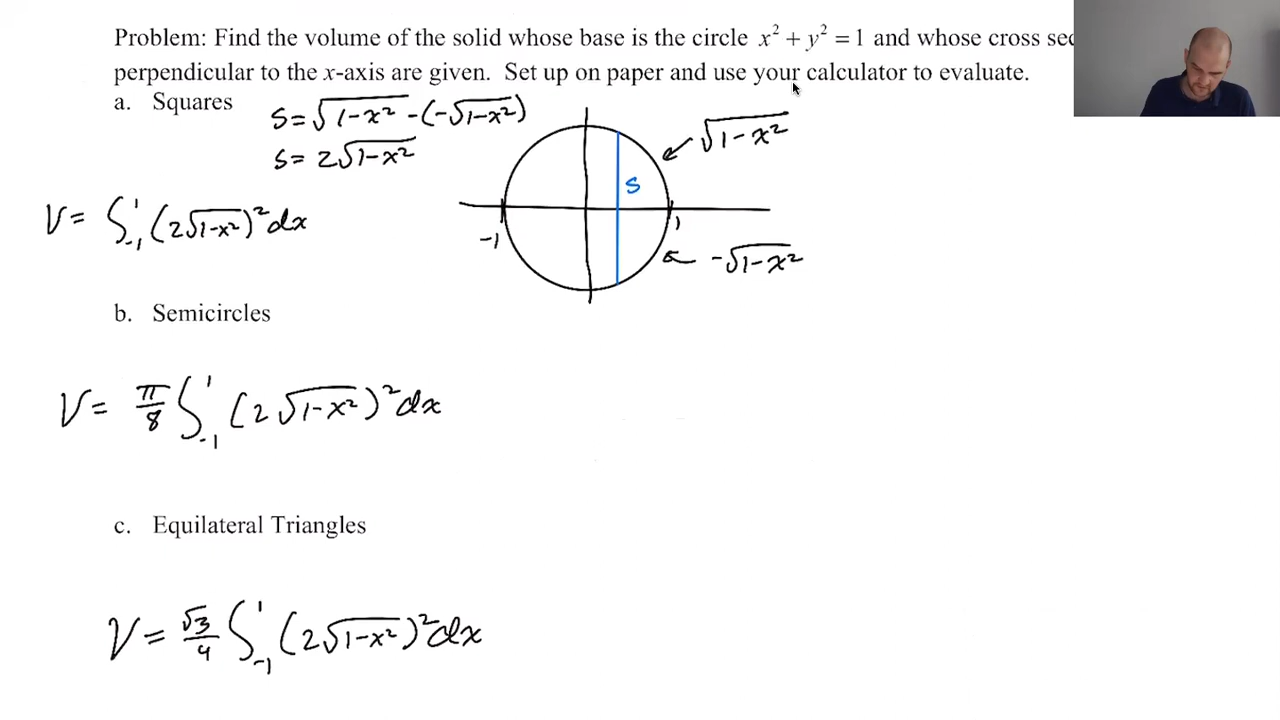 Problem: Find the volume of the solid whose base is the circle x² + y² = 1 and whose cross sec
perpendicular to the x-axis are given. Set up on paper and use your calculator to evaluate.
a. Squares
S = √(1-x²) - (-√(1-x²))
S = 2√(1-x²)
√(1-x²)
S
V = ∫₋₁¹ (2√(1-x²))² dx
-1
1
-√(1-x²)
b. Semicircles
V = π/8 ∫₋₁¹ (2√(1-x²))² dx
c. Equilateral Triangles
V = √3/4 ∫₋₁¹ (2√(1-x²))² dx